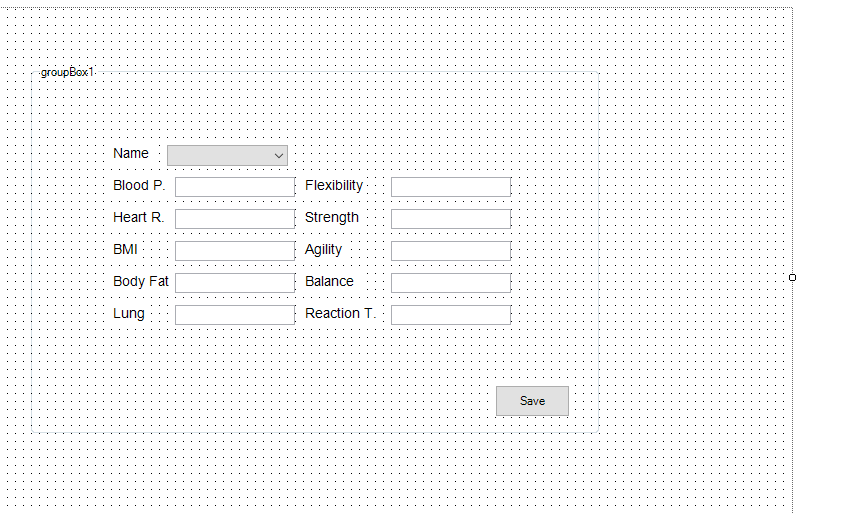 groupBox1
Name
Blood P. Flexibility
Heart R. Strength
BMI Agility
Body Fat Balance
Lung Reaction T.
Save